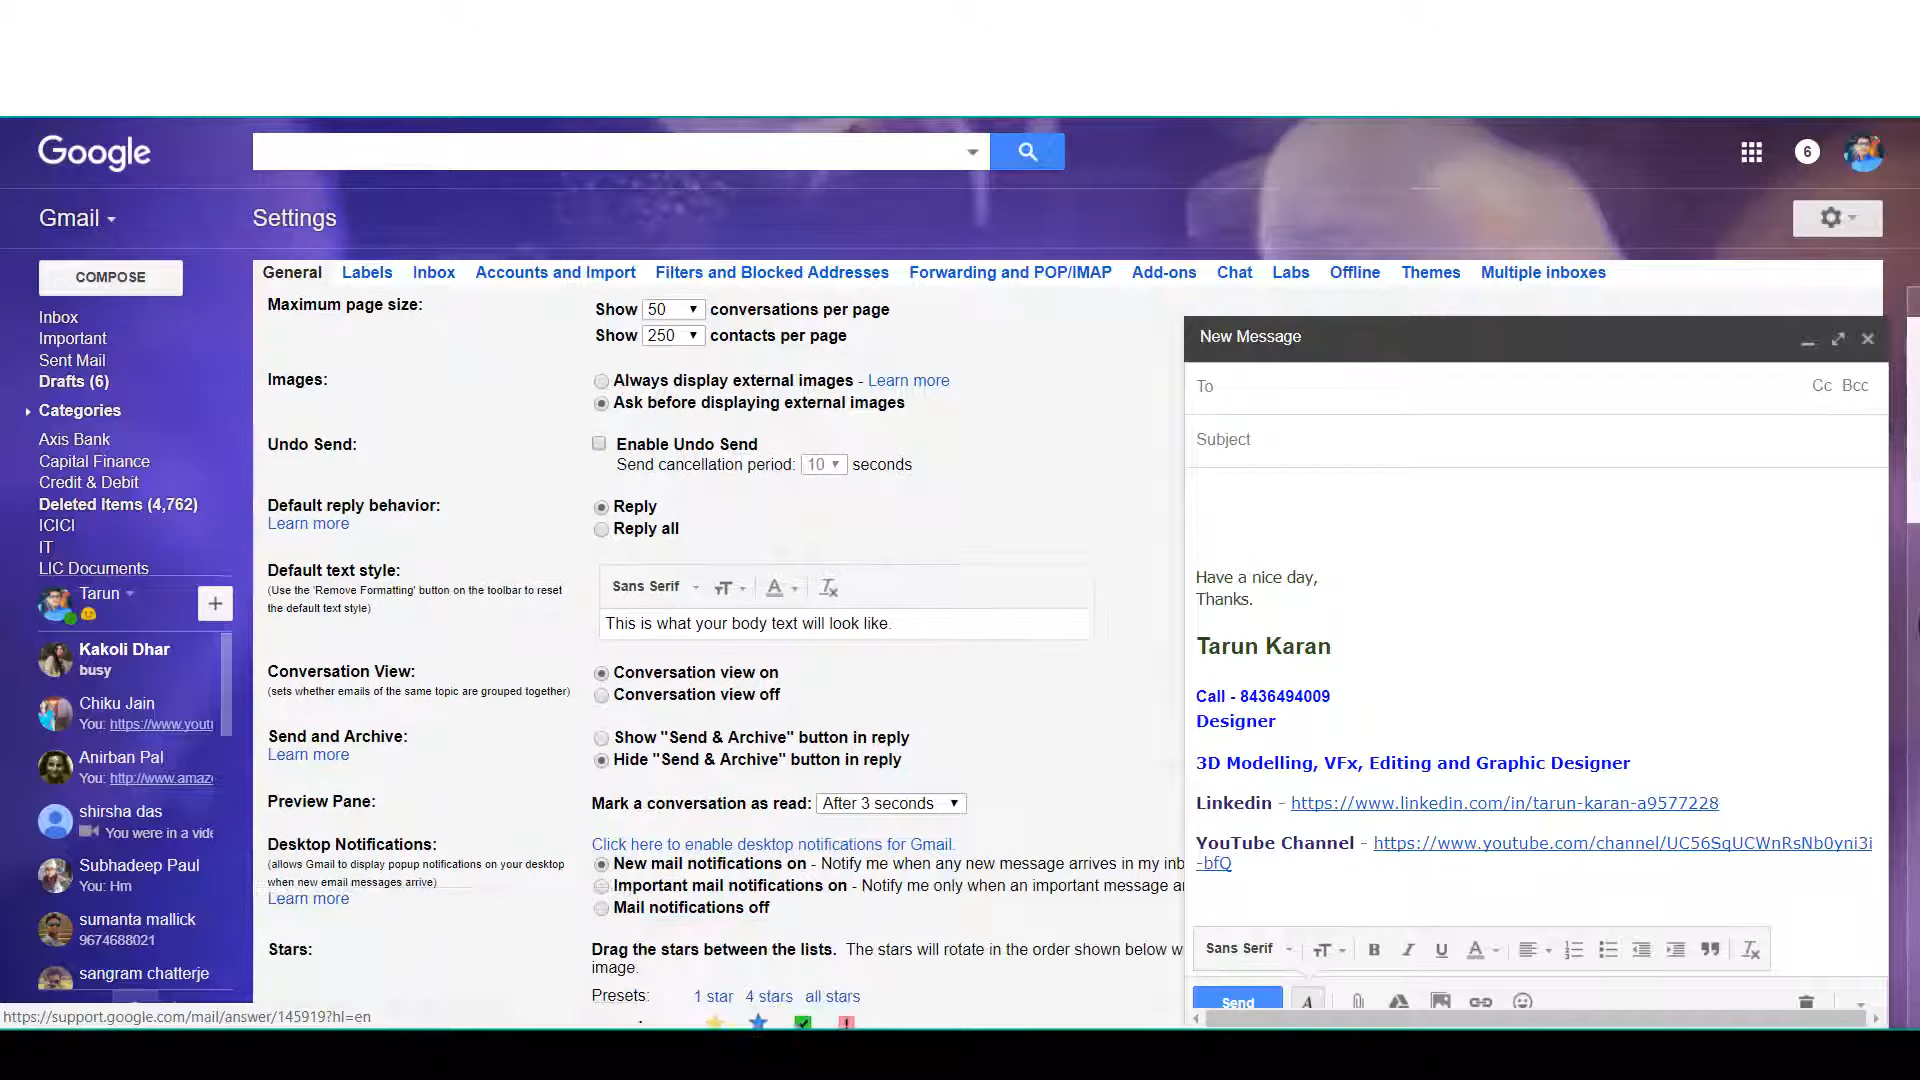 Google
6
Gmail
Settings
COMPOSE
General Labels Inbox Accounts and Import Filters and Blocked Addresses Forwarding and POP/IMAP Add-ons Chat Labs Offline Themes Multiple inboxes
Inbox
Important
Sent Mail
Drafts (6)
Categories
Axis Bank
Capital Finance
Credit & Debit
Deleted Items (4,762)
ICICI
IT
LIC Documents
Tarun
Kakoli Dhar
busy
Chiku Jain
You: https://www.youtu
Anirban Pal
You: http://www.amaz
shirsha das
You were in a vide
Subhadeep Paul
You: Hm
sumanta mallick
9674688021
sangram chatterje
https://support.google.com/mail/answer/145919?hl=en
Maximum page size:
Show 50 conversations per page
Show 250 contacts per page
Images:
Always display external images - Learn more
Ask before displaying external images
Undo Send:
Enable Undo Send
Send cancellation period: 10 seconds
Default reply behavior:
Learn more
Reply
Reply all
Default text style:
(Use the 'Remove Formatting' button on the toolbar to reset
the default text style)
Sans Serif
This is what your body text will look like.
Conversation View:
(sets whether emails of the same topic are grouped together)
Conversation view on
Conversation view off
Send and Archive:
Learn more
Show "Send & Archive" button in reply
Hide "Send & Archive" button in reply
Preview Pane:
Mark a conversation as read: After 3 seconds
Desktop Notifications:
(allows Gmail to display popup notifications on your desktop
when new email messages arrive)
Learn more
Click here to enable desktop notifications for Gmail.
New mail notifications on - Notify me when any new message arrives in my inb
Important mail notifications on - Notify me only when an important message a
Mail notifications off
Stars:
Drag the stars between the lists. The stars will rotate in the order shown below w
image.
Presets: 1 star 4 stars all stars
New Message
To Cc Bcc
Subject
Have a nice day,
Thanks.
Tarun Karan
Call - 8436494009
Designer
3D Modelling, VFx, Editing and Graphic Designer
Linkedin - https://www.linkedin.com/in/tarun-karan-a9577228
YouTube Channel - https://www.youtube.com/channel/UC56SqUCWnRsNb0yni3i
-bfQ
Sans Serif
Send